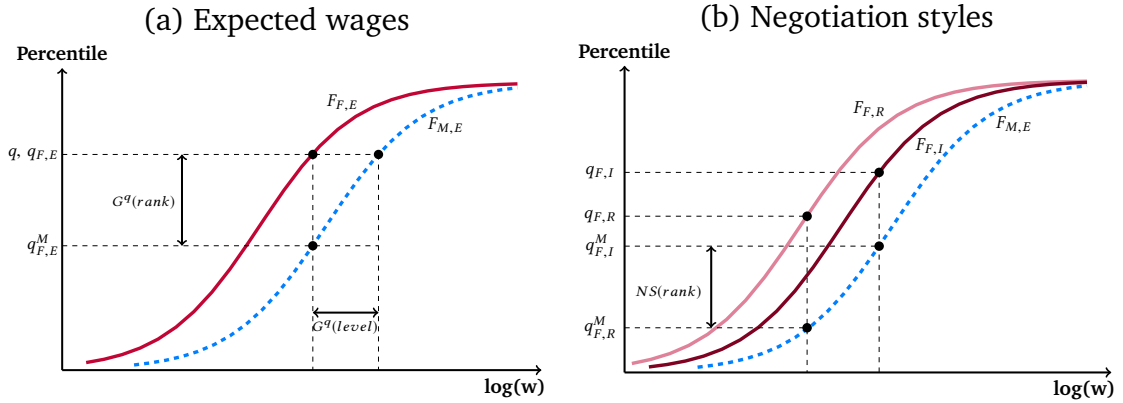 (a) Expected wages
Percentile
F_{F,E}
F_{M,E}
q, q_{F,E}
G^q(rank)
q^M_{F,E}
G^q(level)
log(w)
(b) Negotiation styles
Percentile
F_{F,R}
F_{M,E}
F_{F,I}
q_{F,I}
q_{F,R}
q^M_{F,I}
NS(rank)
q^M_{F,R}
log(w)